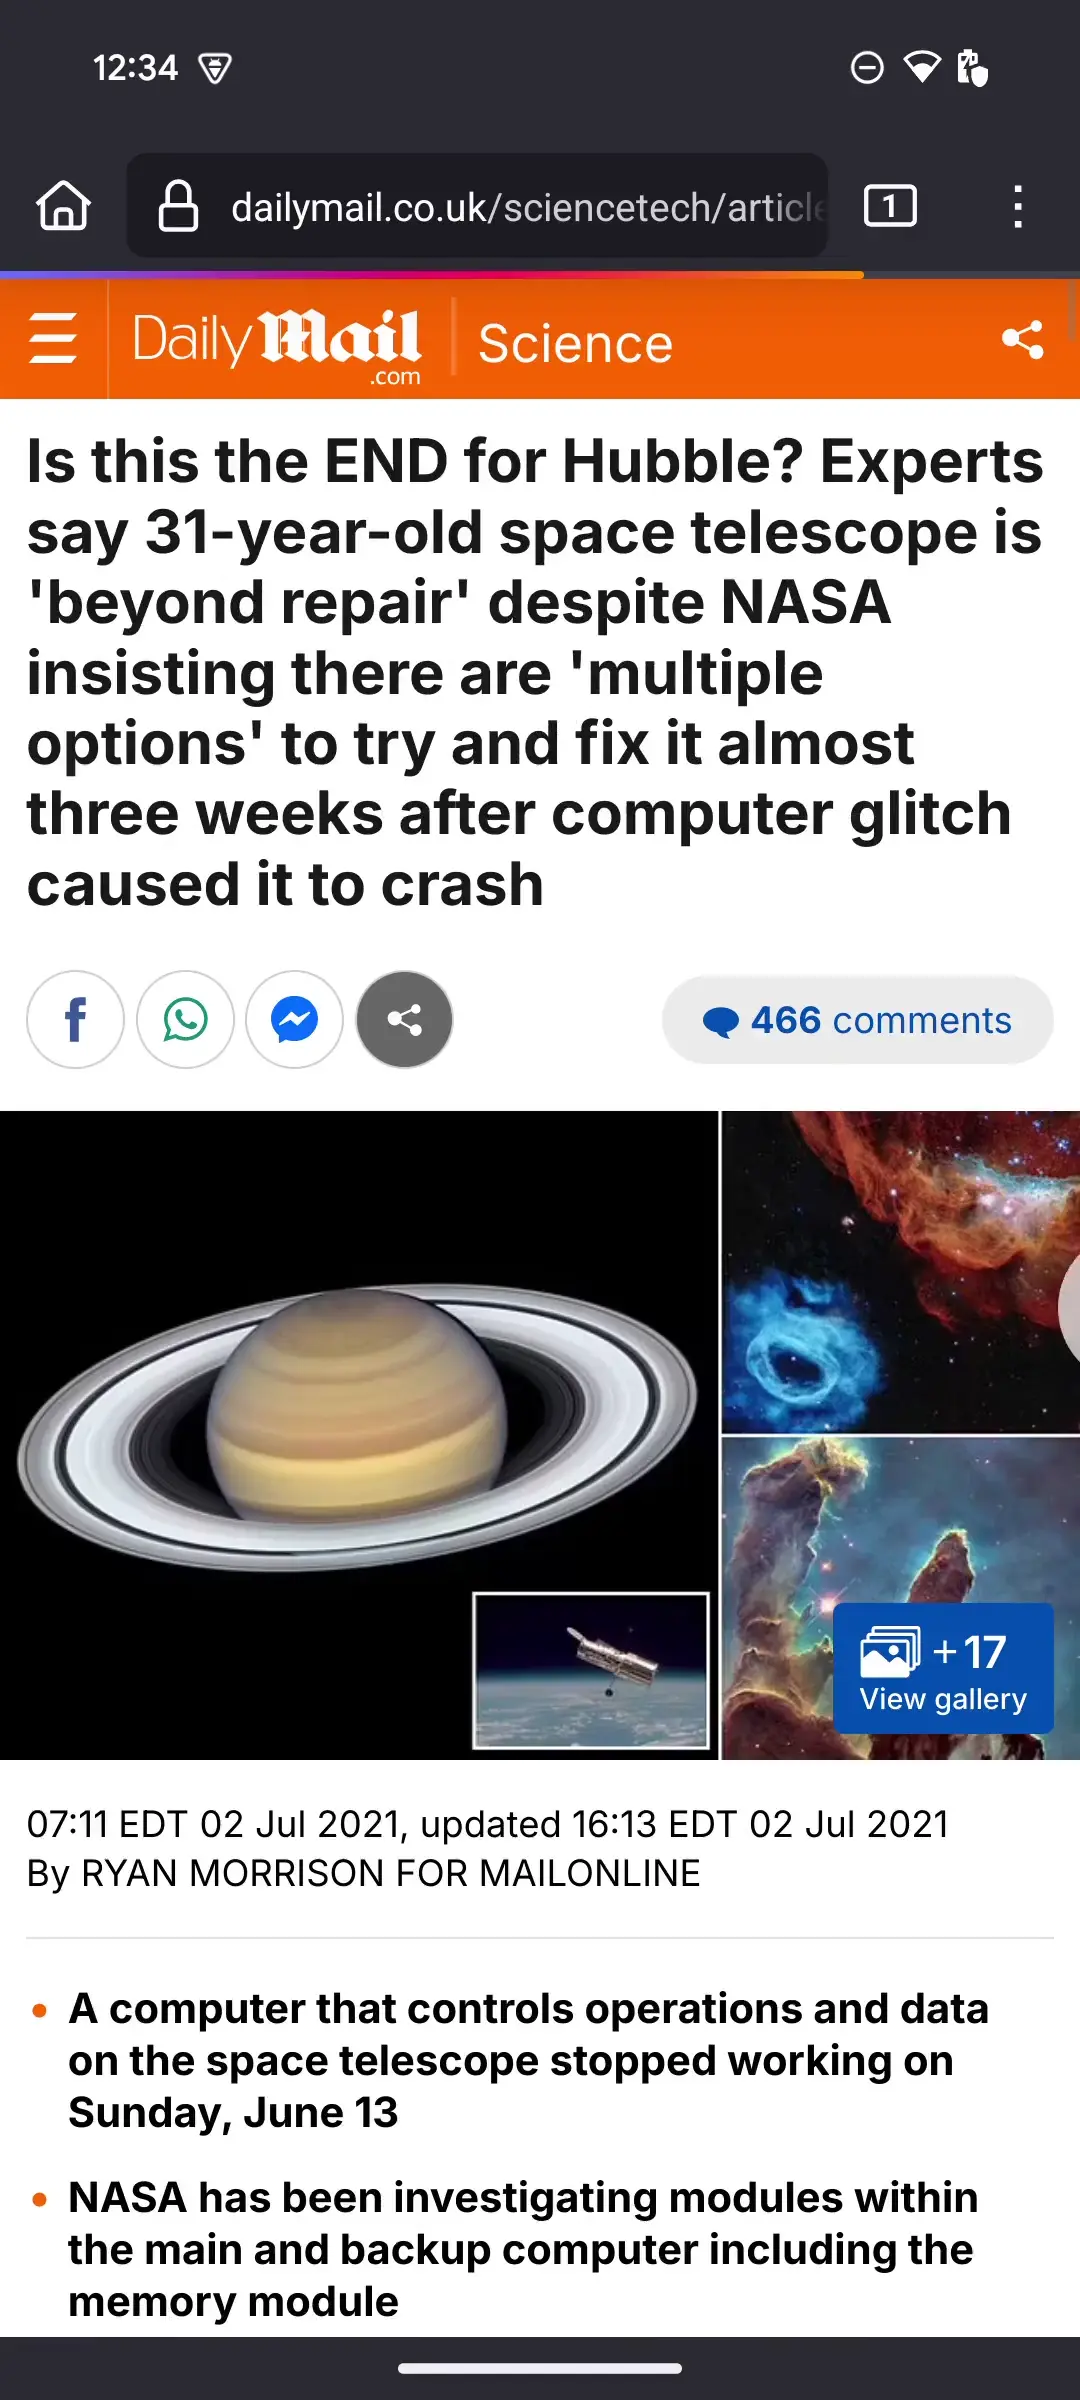 12:34
dailymail.co.uk/sciencetech/article
1
Daily Mail
.com
Science
Is this the END for Hubble? Experts
say 31-year-old space telescope is
'beyond repair' despite NASA
insisting there are 'multiple
options' to try and fix it almost
three weeks after computer glitch
caused it to crash
466 comments
+17
View gallery
07:11 EDT 02 Jul 2021, updated 16:13 EDT 02 Jul 2021
By RYAN MORRISON FOR MAILONLINE
• A computer that controls operations and data
on the space telescope stopped working on
Sunday, June 13
• NASA has been investigating modules within
the main and backup computer including the
memory module